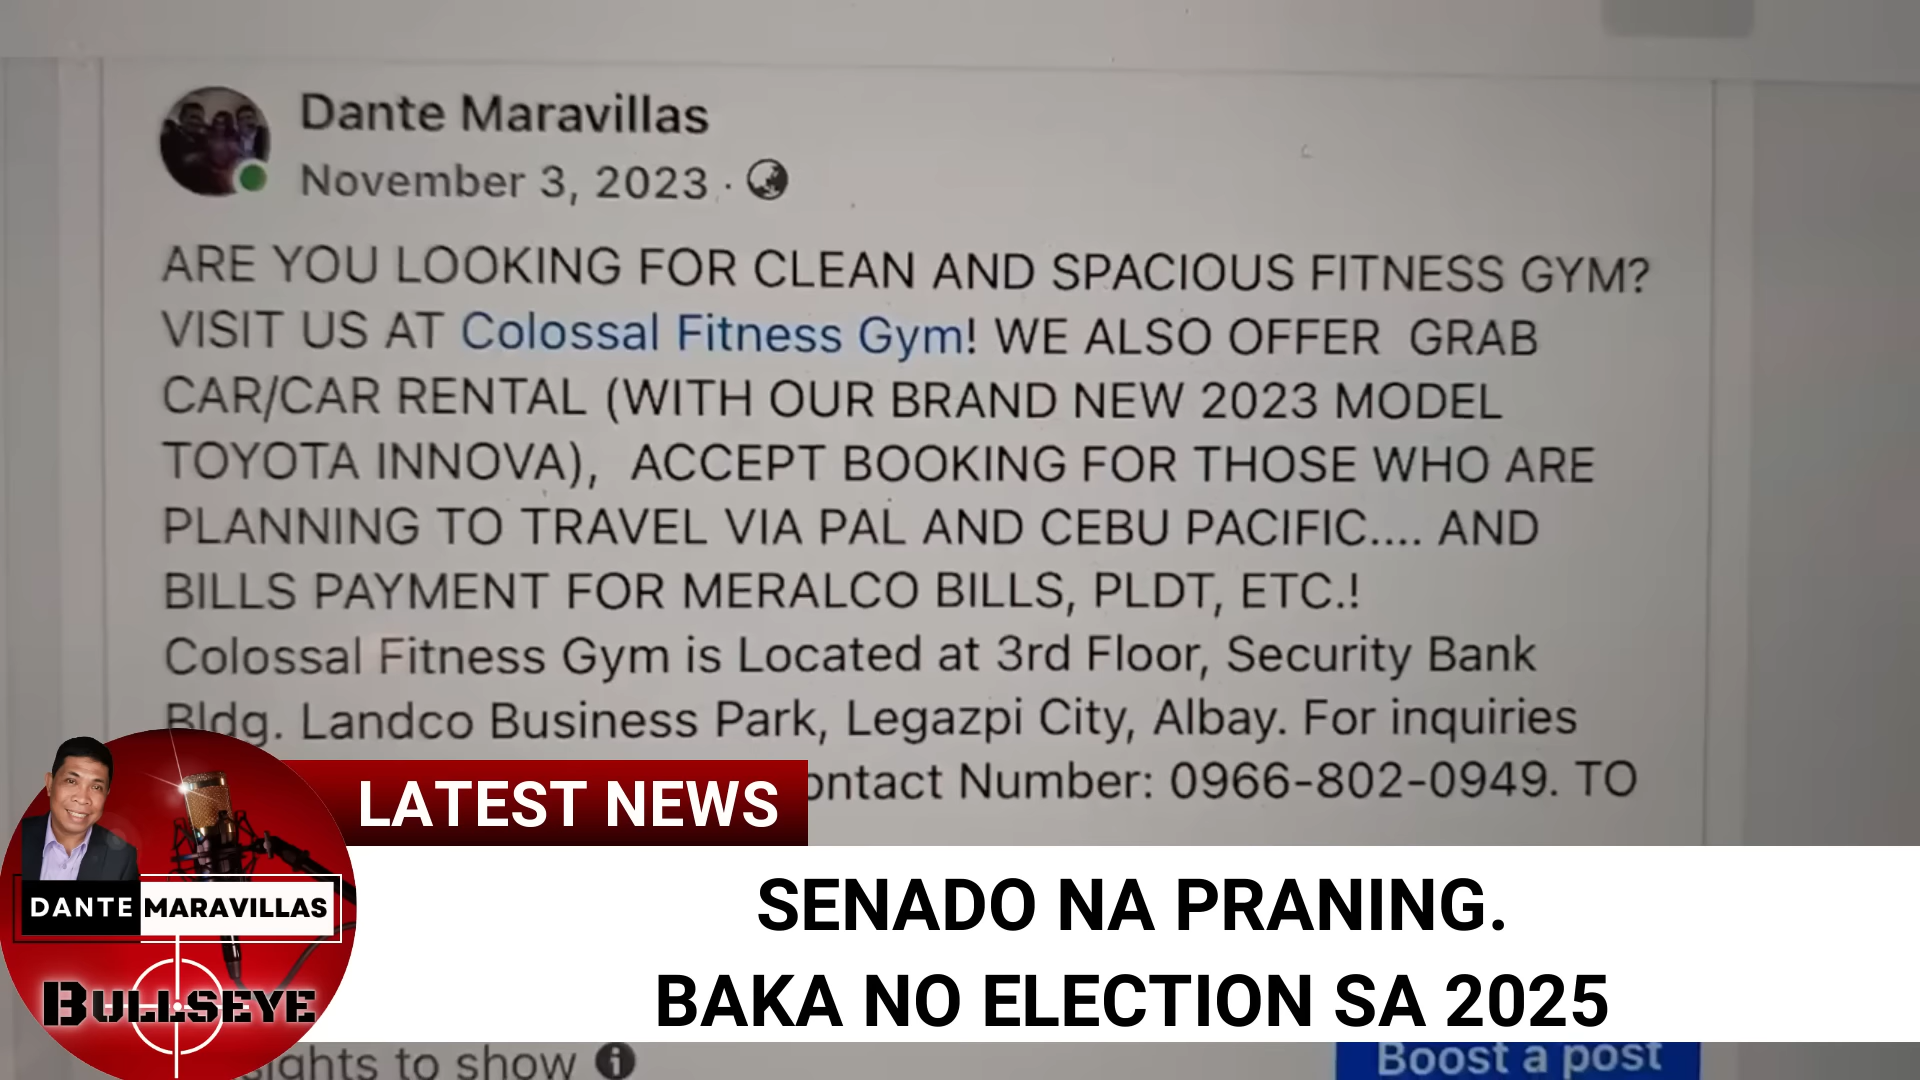 Dante Maravillas
November 3, 2023 ·
ARE YOU LOOKING FOR CLEAN AND SPACIOUS FITNESS GYM?
VISIT US AT Colossal Fitness Gym! WE ALSO OFFER GRAB
CAR/CAR RENTAL (WITH OUR BRAND NEW 2023 MODEL
TOYOTA INNOVA), ACCEPT BOOKING FOR THOSE WHO ARE
PLANNING TO TRAVEL VIA PAL AND CEBU PACIFIC.... AND
BILLS PAYMENT FOR MERALCO BILLS, PLDT, ETC.!
Colossal Fitness Gym is Located at 3rd Floor, Security Bank
Bldg. Landco Business Park, Legazpi City, Albay. For inquiries
Number: 0966-802-0949. TO
LATEST NEWS
SENADO NA PRANING.
BAKA NO ELECTION SA 2025
DANTE MARAVILLAS
BULLSEYE
to show
Boost a post